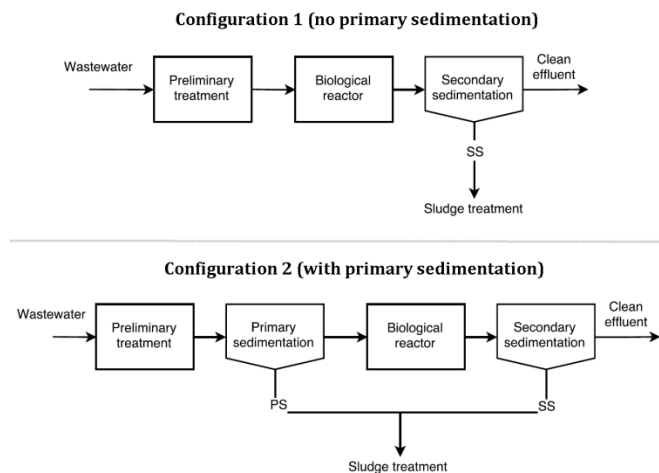 Configuration 1 (no primary sedimentation)
Wastewater
Preliminary
treatment
Biological
reactor
Secondary
sedimentation
Clean
effluent
SS
Sludge treatment
Configuration 2 (with primary sedimentation)
Wastewater
Preliminary
treatment
Primary
sedimentation
Biological
reactor
Secondary
sedimentation
Clean
effluent
PS
SS
Sludge treatment